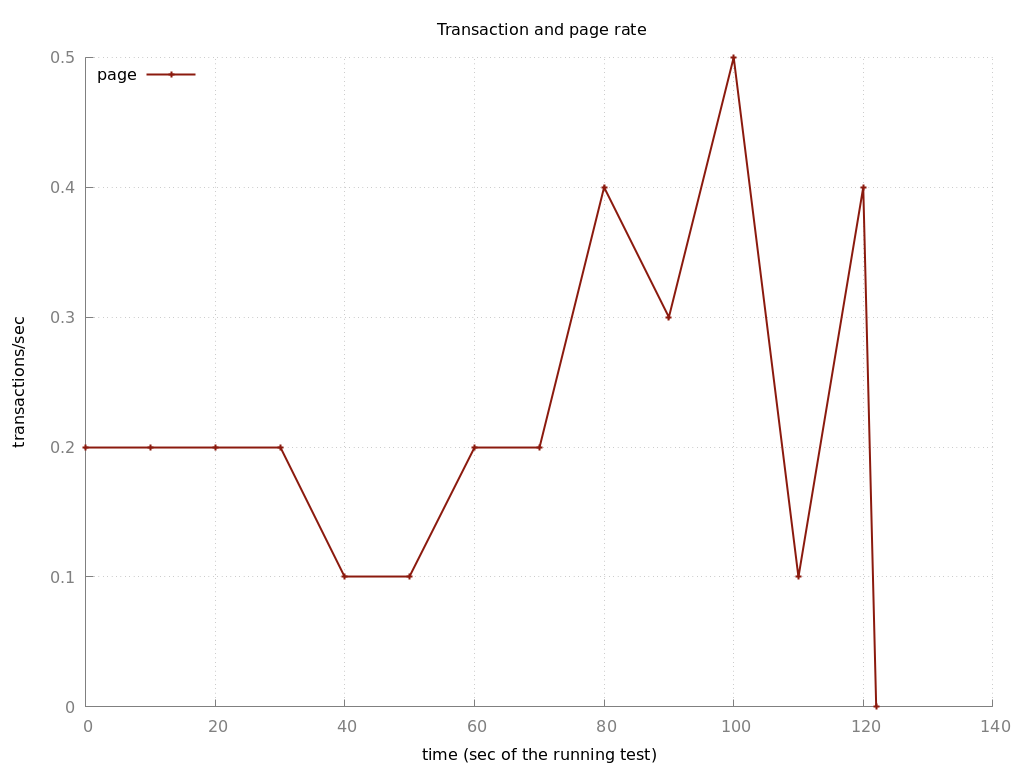 Transaction and page rate
0.5
page
0.4
0.3
transactions/sec
0.2
0.1
0
0 20 40 60 80 100 120 140
time (sec of the running test)